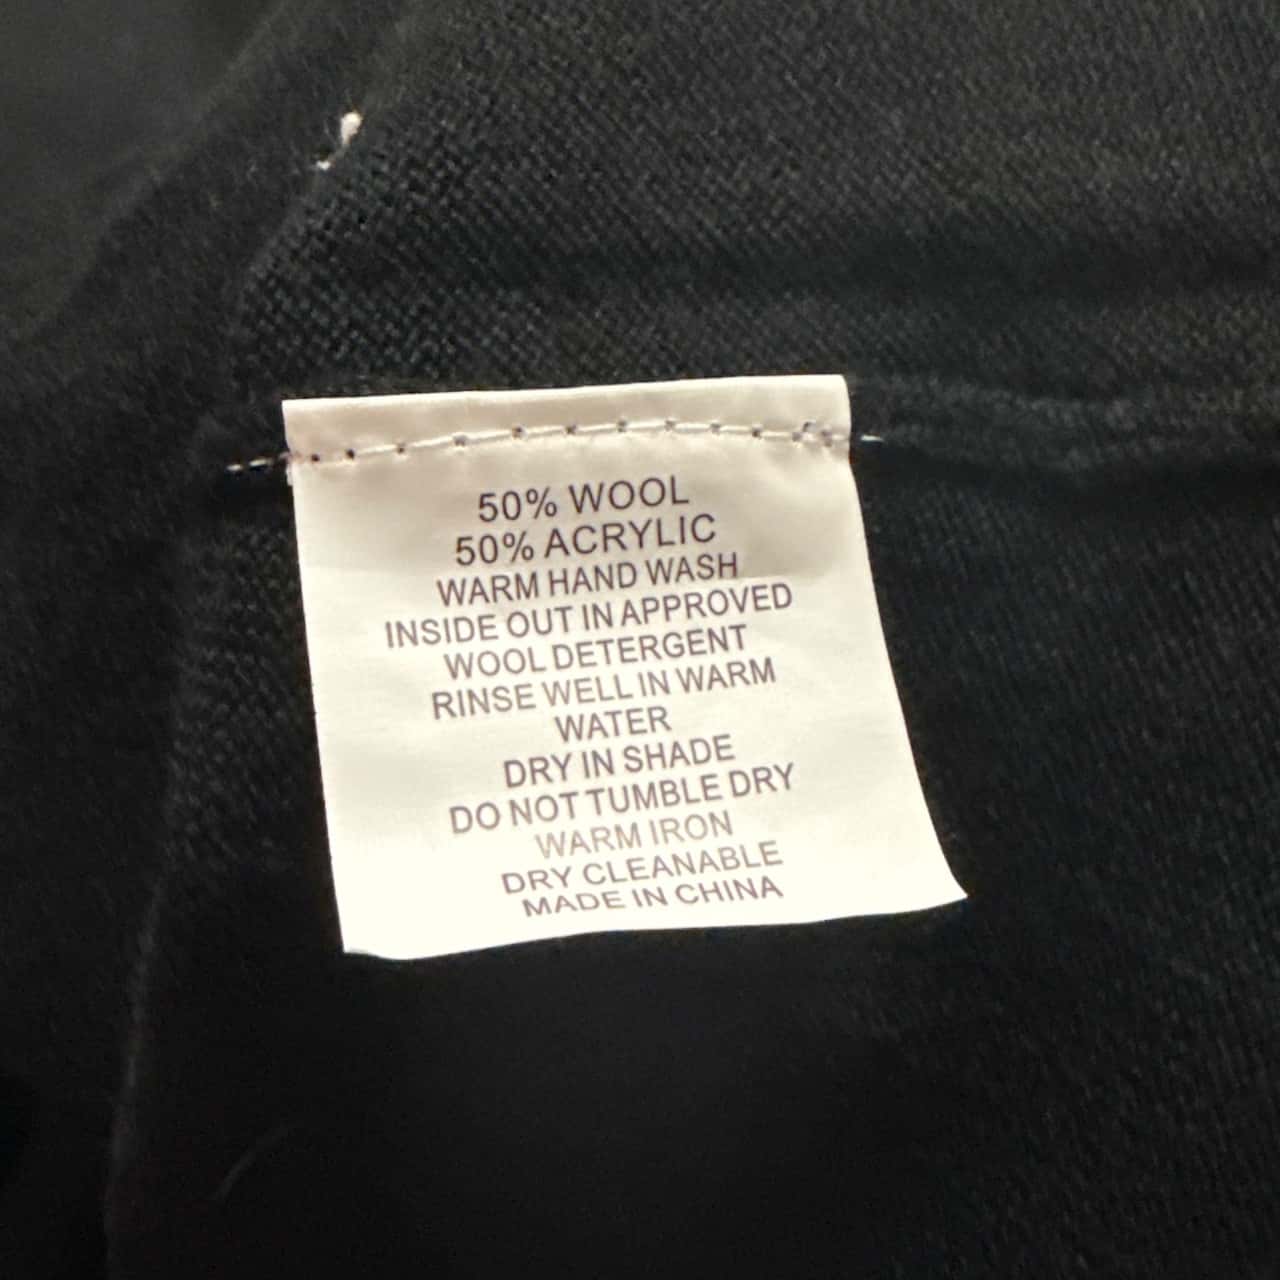 50% WOOL
50% ACRYLIC
WARM HAND WASH
INSIDE OUT IN APPROVED
WOOL DETERGENT
RINSE WELL IN WARM
WATER
DRY IN SHADE
DO NOT TUMBLE DRY
WARM IRON
DRY CLEANABLE
MADE IN CHINA